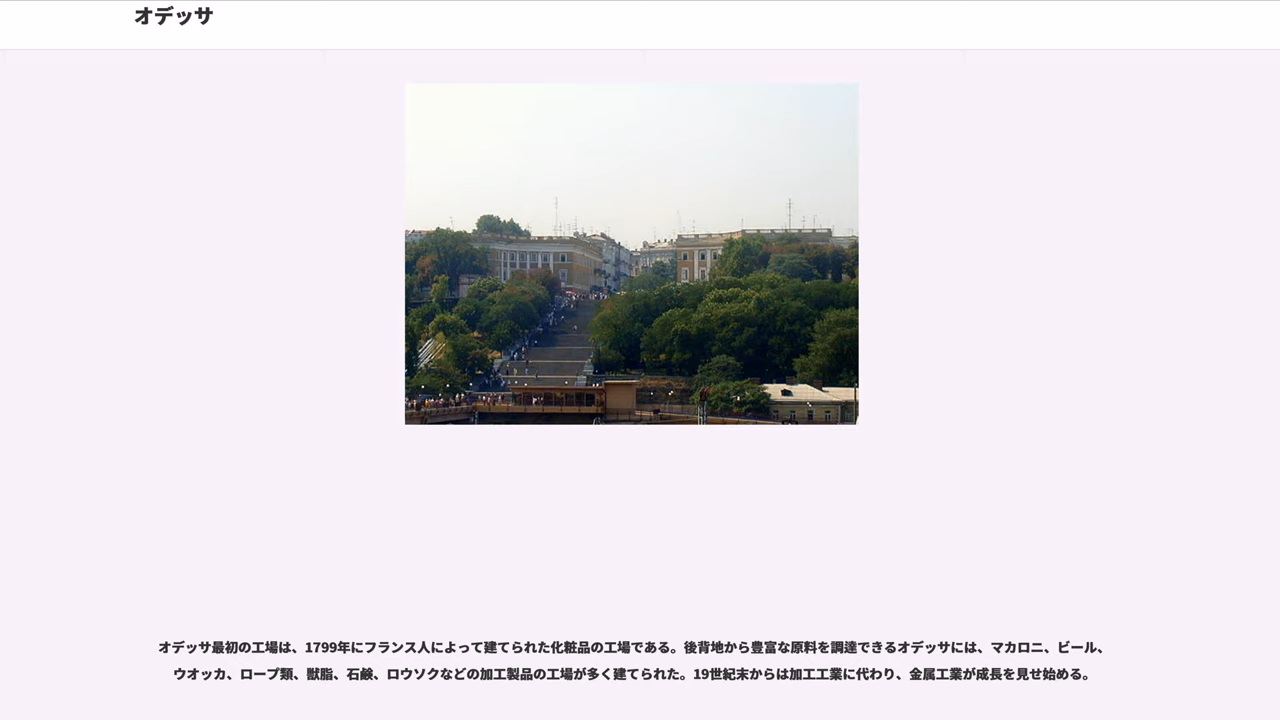 オデッサ
オデッサ最初の工場は、1799年にフランス人によって建てられた化粧品の工場である。後背地から豊富な原料を調達できるオデッサには、マカロニ、ビール、
ウオッカ、ロープ類、獣脂、石鹸、ロウソクなどの加工製品の工場が多く建てられた。19世紀末からは加工工業に代わり、金属工業が成長を見せ始める。